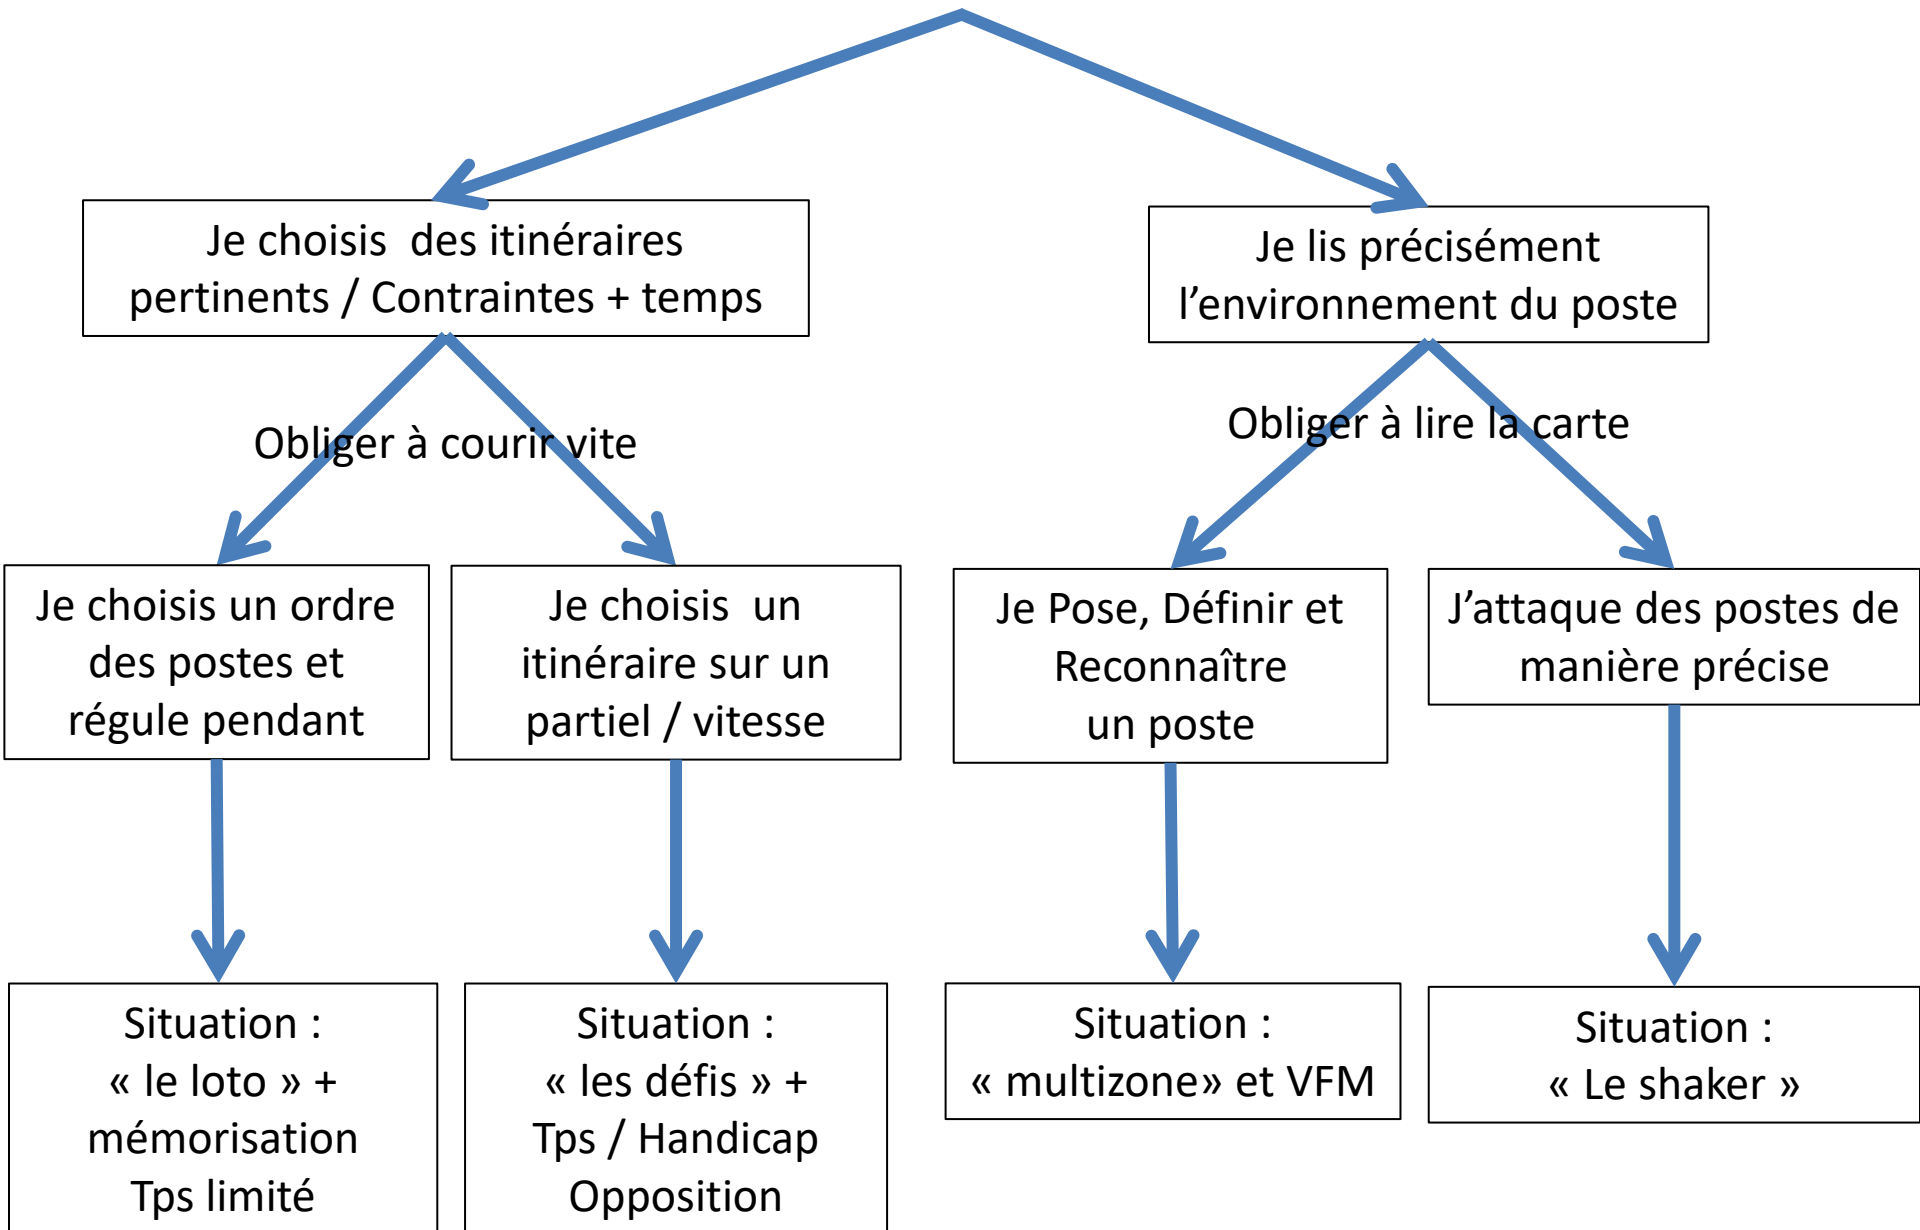 Je choisis  des itinéraires
pertinents / Contraintes + temps
Je lis précisément
l’environnement du poste
Obliger à courir vite
Obliger à lire la carte
Je choisis un ordre
des postes et
régule pendant
Je choisis  un
itinéraire sur un
partiel / vitesse
Je Pose, Définir et
Reconnaître
un poste
J’attaque des postes de
manière précise
Situation :
« le loto » +
mémorisation
Tps limité
Situation :
« les défis » +
Tps / Handicap
Opposition
Situation :
« multizone» et VFM
Situation :
« Le shaker »